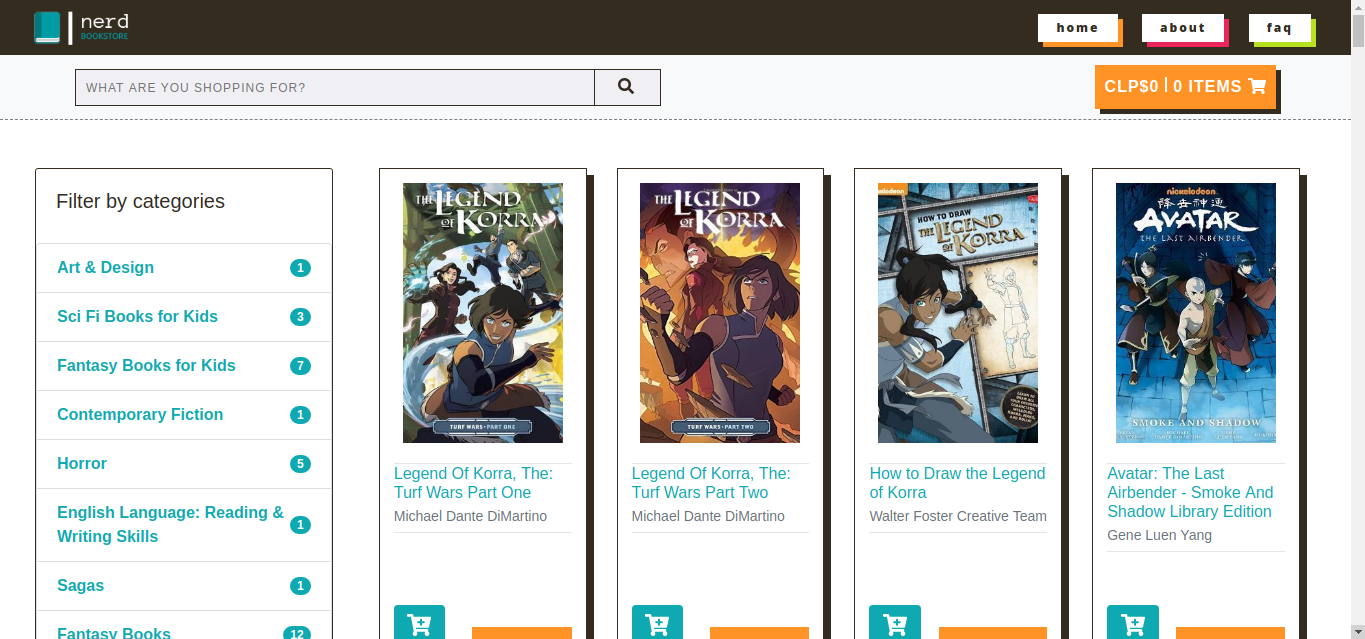 nerd
BOOKSTORE
home
about
faq
WHAT ARE YOU SHOPPING FOR?
CLP$0 | 0 ITEMS
Filter by categories
Art & Design 1
Sci Fi Books for Kids 3
Fantasy Books for Kids 7
Contemporary Fiction 1
Horror 5
English Language: Reading &
Writing Skills 1
Sagas 1
Fantasy Books 12
THE LEGEND
OF KORRA
TURF WARS · PART ONE
Legend Of Korra, The:
Turf Wars Part One
Michael Dante DiMartino
THE LEGEND
OF KORRA
TURF WARS · PART TWO
Legend Of Korra, The:
Turf Wars Part Two
Michael Dante DiMartino
HOW TO DRAW
THE LEGEND
OF KORRA
How to Draw the Legend
of Korra
Walter Foster Creative Team
nickelodeon
降世神通
AVATAR
THE LAST AIRBENDER
SMOKE AND SHADOW
Avatar: The Last
Airbender - Smoke And
Shadow Library Edition
Gene Luen Yang